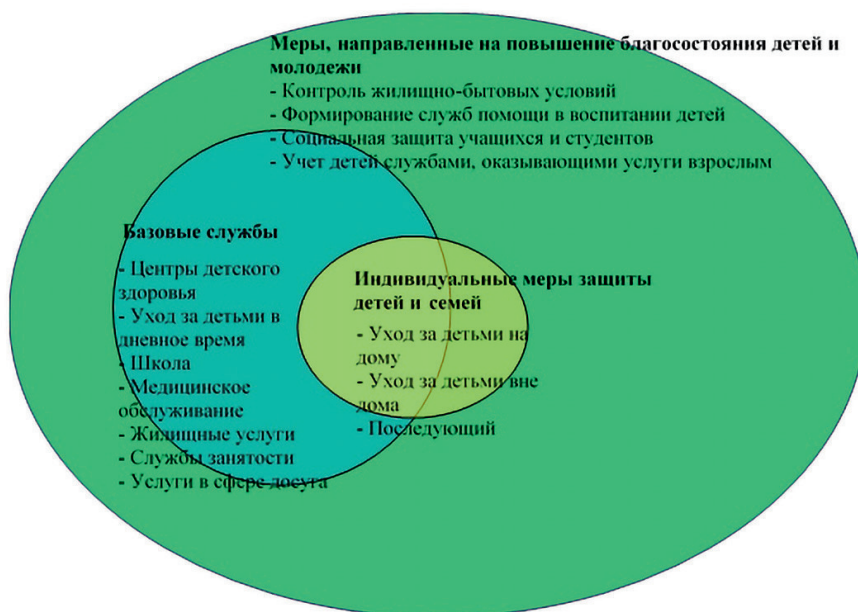 Меры, направленные на повышение благосостояния детей и
молодежи
- Контроль жилищно-бытовых условий
- Формирование служб помощи в воспитании детей
- Социальная защита учащихся и студентов
- Учет детей службами, оказывающими услуги взрослым
Базовые службы
- Центры детского
здоровья
- Уход за детьми в
дневное время
- Школа
- Медицинское
обслуживание
- Жилищные услуги
- Службы занятости
- Услуги в сфере досуга
Индивидуальные меры защиты
детей и семей
- Уход за детьми на
дому
- Уход за детьми вне
дома
- Последующий